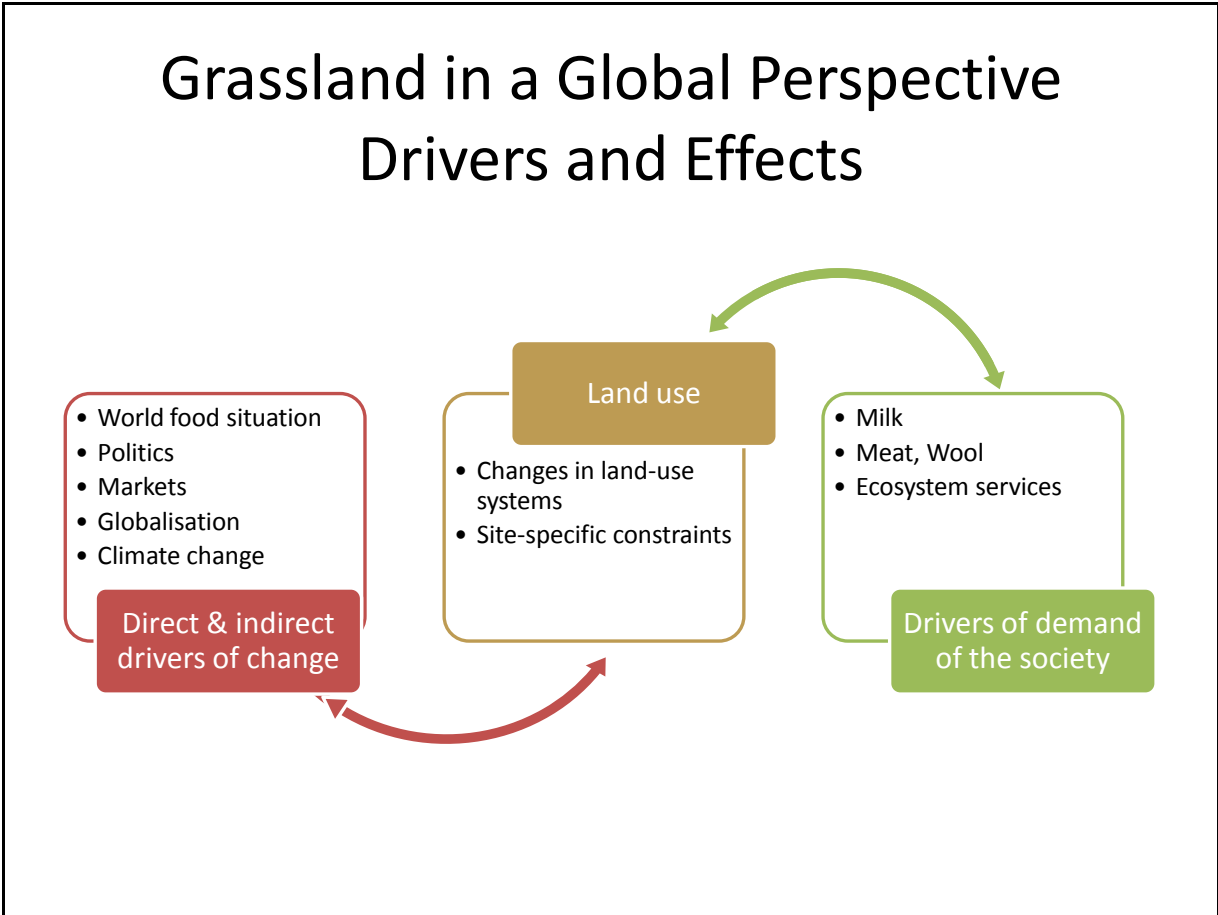 Grassland in a Global Perspective
Drivers and Effects
• World food situation
• Politics
• Markets
• Globalisation
• Climate change
Direct & indirect
drivers of change
Land use
• Changes in land-use
systems
• Site-specific constraints
• Milk
• Meat, Wool
• Ecosystem services
Drivers of demand
of the society